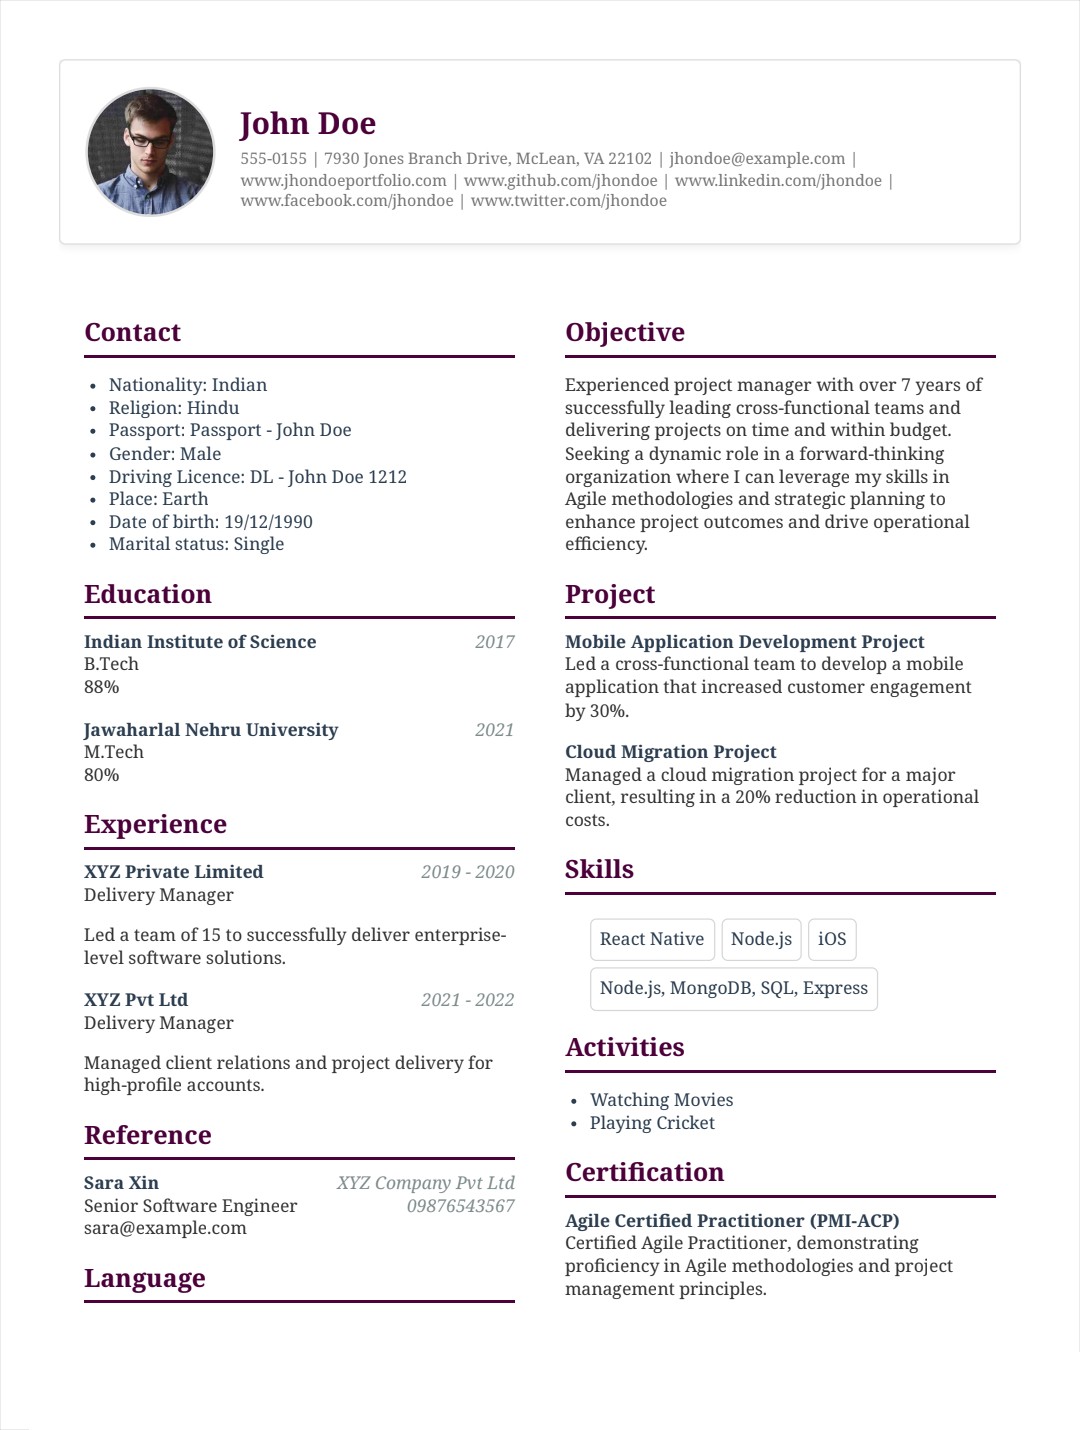 John Doe
555-0155 | 7930 Jones Branch Drive, McLean, VA 22102 | jhondoe@example.com |
www.jhondoeportfolio.com | www.github.com/jhondoe | www.linkedin.com/jhondoe |
www.facebook.com/jhondoe | www.twitter.com/jhondoe
Contact
• Nationality: Indian
• Religion: Hindu
• Passport: Passport - John Doe
• Gender: Male
• Driving Licence: DL - John Doe 1212
• Place: Earth
• Date of birth: 19/12/1990
• Marital status: Single
Education
Indian Institute of Science 2017
B.Tech
88%
Jawaharlal Nehru University 2021
M.Tech
80%
Experience
XYZ Private Limited 2019 - 2020
Delivery Manager
Led a team of 15 to successfully deliver enterprise-
level software solutions.
XYZ Pvt Ltd 2021 - 2022
Delivery Manager
Managed client relations and project delivery for
high-profile accounts.
Reference
Sara Xin XYZ Company Pvt Ltd
Senior Software Engineer 09876543567
sara@example.com
Language
Objective
Experienced project manager with over 7 years of
successfully leading cross-functional teams and
delivering projects on time and within budget.
Seeking a dynamic role in a forward-thinking
organization where I can leverage my skills in
Agile methodologies and strategic planning to
enhance project outcomes and drive operational
efficiency.
Project
Mobile Application Development Project
Led a cross-functional team to develop a mobile
application that increased customer engagement
by 30%.
Cloud Migration Project
Managed a cloud migration project for a major
client, resulting in a 20% reduction in operational
costs.
Skills
React Native Node.js iOS
Node.js, MongoDB, SQL, Express
Activities
• Watching Movies
• Playing Cricket
Certification
Agile Certified Practitioner (PMI-ACP)
Certified Agile Practitioner, demonstrating
proficiency in Agile methodologies and project
management principles.